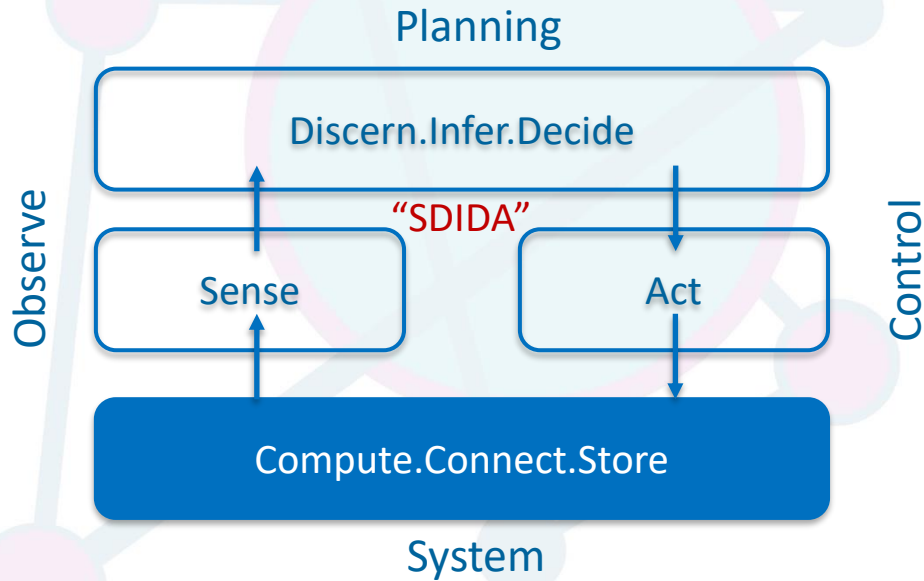 Planning
Discern.Infer.Decide
“SDIDA”
Observe
Sense
Act
Control
Compute.Connect.Store
System